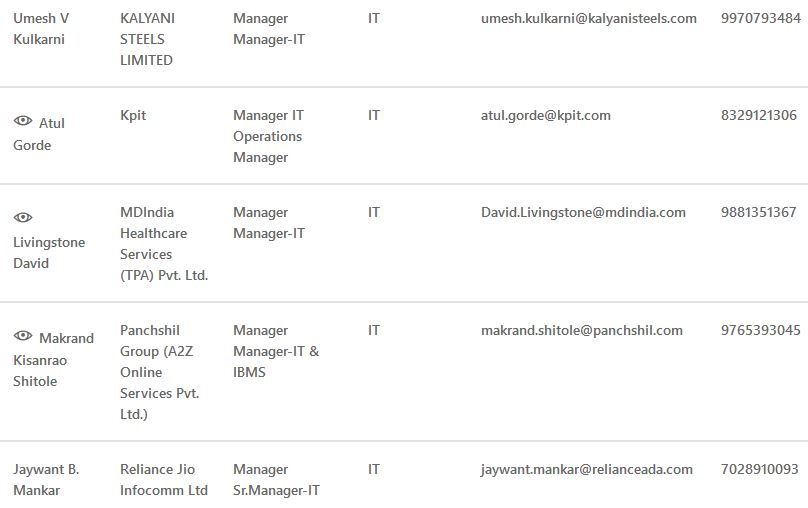 Umesh V KALYANI Manager IT umesh.kulkarni@kalyanisteels.com 9970793484
Kulkarni STEELS Manager-IT
LIMITED
Atul Kpit Manager IT IT atul.gorde@kpit.com 8329121306
Gorde Operations
Manager
MDIndia Manager IT David.Livingstone@mdindia.com 9881351367
Livingstone Healthcare Manager-IT
David Services
(TPA) Pvt. Ltd.
Makrand Panchshil Manager IT makrand.shitole@panchshil.com 9765393045
Kisanrao Group (A2Z Manager-IT &
Shitole Online IBMS
Services Pvt.
Ltd.)
Jaywant B. Reliance Jio Manager IT jaywant.mankar@relianceada.com 7028910093
Mankar Infocomm Ltd Sr.Manager-IT